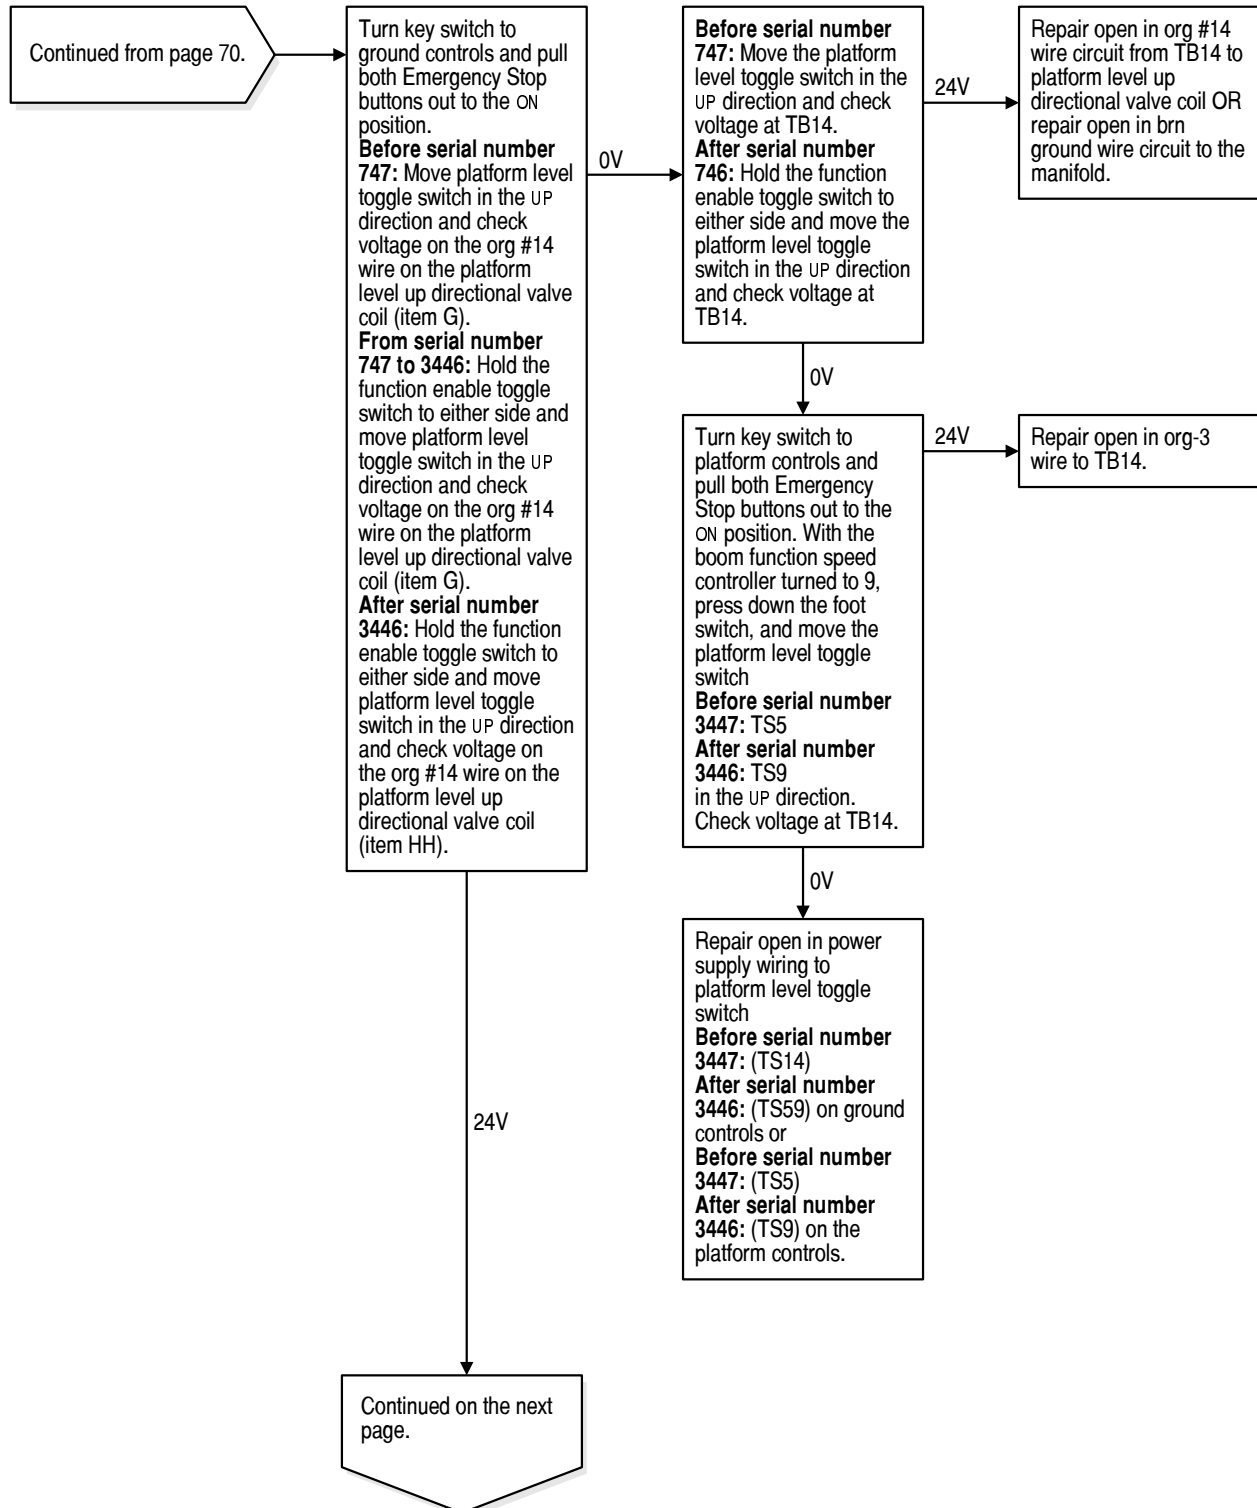 Continued from page 70.
Turn key switch to
ground controls and pull
both Emergency Stop
buttons out to the ON
position.
Before serial number
747: Move platform level
toggle switch in the UP
direction and check
voltage on the org #14
wire on the platform
level up directional valve
coil (item G).
From serial number
747 to 3446: Hold the
function enable toggle
switch to either side and
move platform level
toggle switch in the UP
direction and check
voltage on the org #14
wire on the platform
level up directional valve
coil (item G).
After serial number
3446: Hold the function
enable toggle switch to
either side and move
platform level toggle
switch in the UP direction
and check voltage on
the org #14 wire on the
platform level up
directional valve coil
(item HH).
0V
Before serial number
747: Move the platform
level toggle switch in the
UP direction and check
voltage at TB14.
After serial number
746: Hold the function
enable toggle switch to
either side and move the
platform level toggle
switch in the UP direction
and check voltage at
TB14.
24V
Repair open in org #14
wire circuit from TB14 to
platform level up
directional valve coil OR
repair open in brn
ground wire circuit to the
manifold.
0V
Turn key switch to
platform controls and
pull both Emergency
Stop buttons out to the
ON position. With the
boom function speed
controller turned to 9,
press down the foot
switch, and move the
platform level toggle
switch
Before serial number
3447: TS5
After serial number
3446: TS9
in the UP direction.
Check voltage at TB14.
24V
Repair open in org-3
wire to TB14.
0V
Repair open in power
supply wiring to
platform level toggle
switch
Before serial number
3447: (TS14)
After serial number
3446: (TS59) on ground
controls or
Before serial number
3447: (TS5)
After serial number
3446: (TS9) on the
platform controls.
24V
Continued on the next
page.